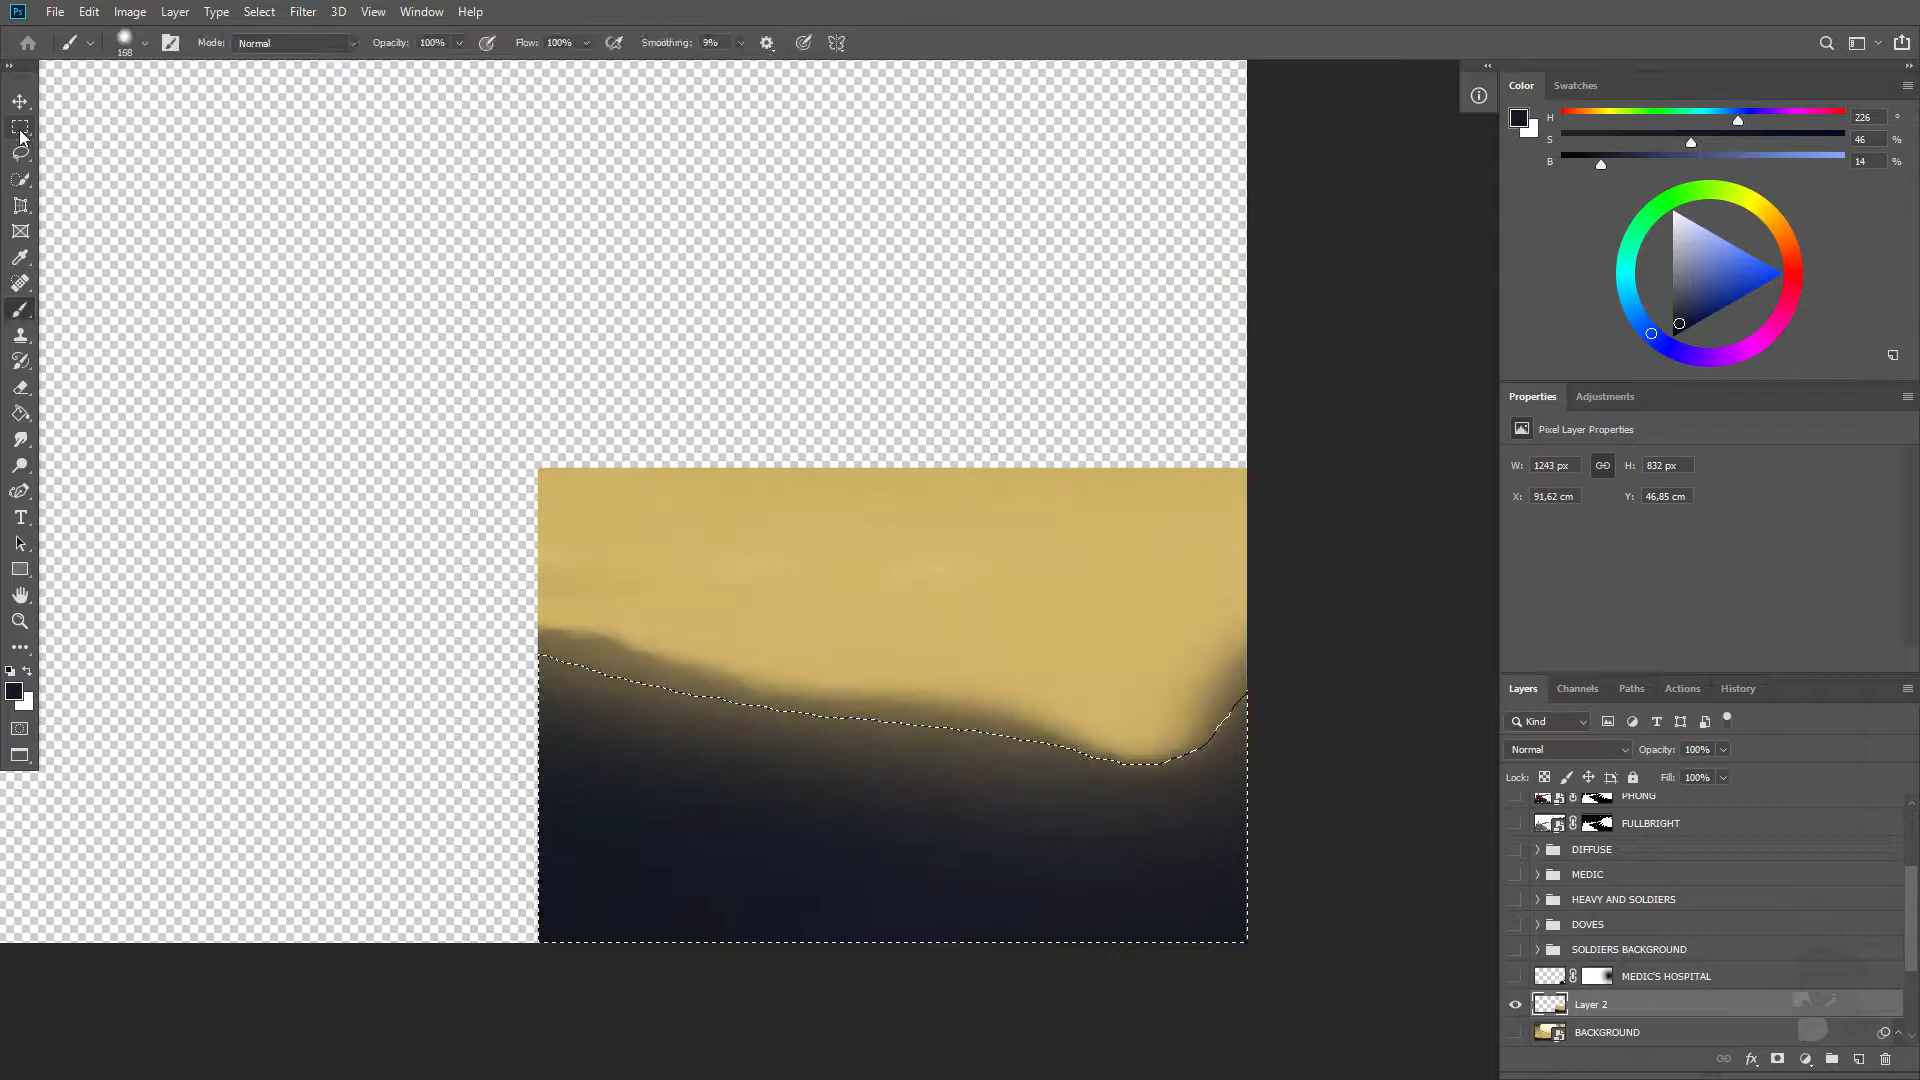 Ps File Edit Image Layer Type Select Filter 3D View Window Help
168 Mode: Normal Opacity: 100% Flow: 100% Smoothing: 9%
Color Swatches
H 226 °
S 46 %
B 14 %
Properties Adjustments
Pixel Layer Properties
W: 1243 px H: 832 px
X: 91,62 cm Y: 46,85 cm
Layers Channels Paths Actions History
Kind
Normal Opacity: 100%
Lock: Fill: 100%
PHONG
FULLBRIGHT
DIFFUSE
MEDIC
HEAVY AND SOLDIERS
DOVES
SOLDIERS BACKGROUND
MEDIC'S HOSPITAL
Layer 2
BACKGROUND
fx